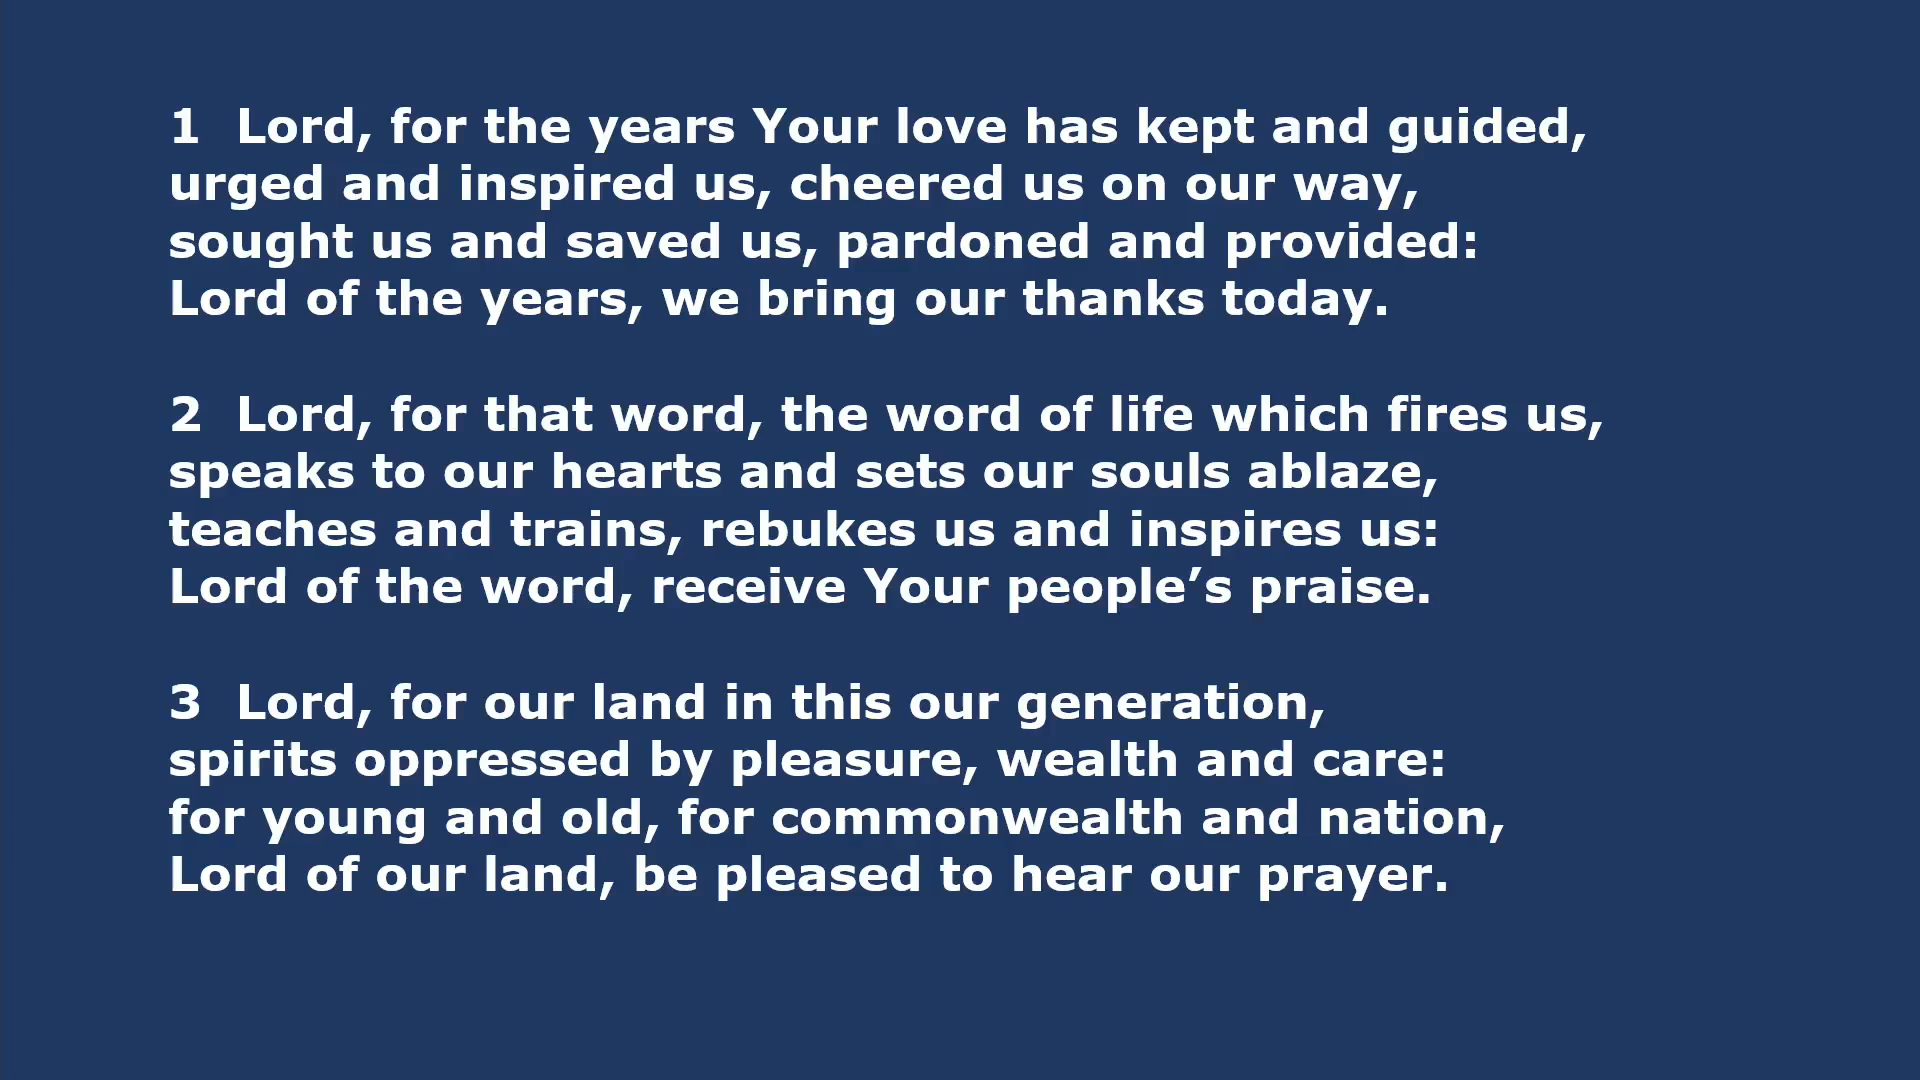 1  Lord, for the years Your love has kept and guided,
urged and inspired us, cheered us on our way,
sought us and saved us, pardoned and provided:
Lord of the years, we bring our thanks today.
2  Lord, for that word, the word of life which fires us,
speaks to our hearts and sets our souls ablaze,
teaches and trains, rebukes us and inspires us:
Lord of the word, receive Your people’s praise.
3  Lord, for our land in this our generation,
spirits oppressed by pleasure, wealth and care:
for young and old, for commonwealth and nation,
Lord of our land, be pleased to hear our prayer.